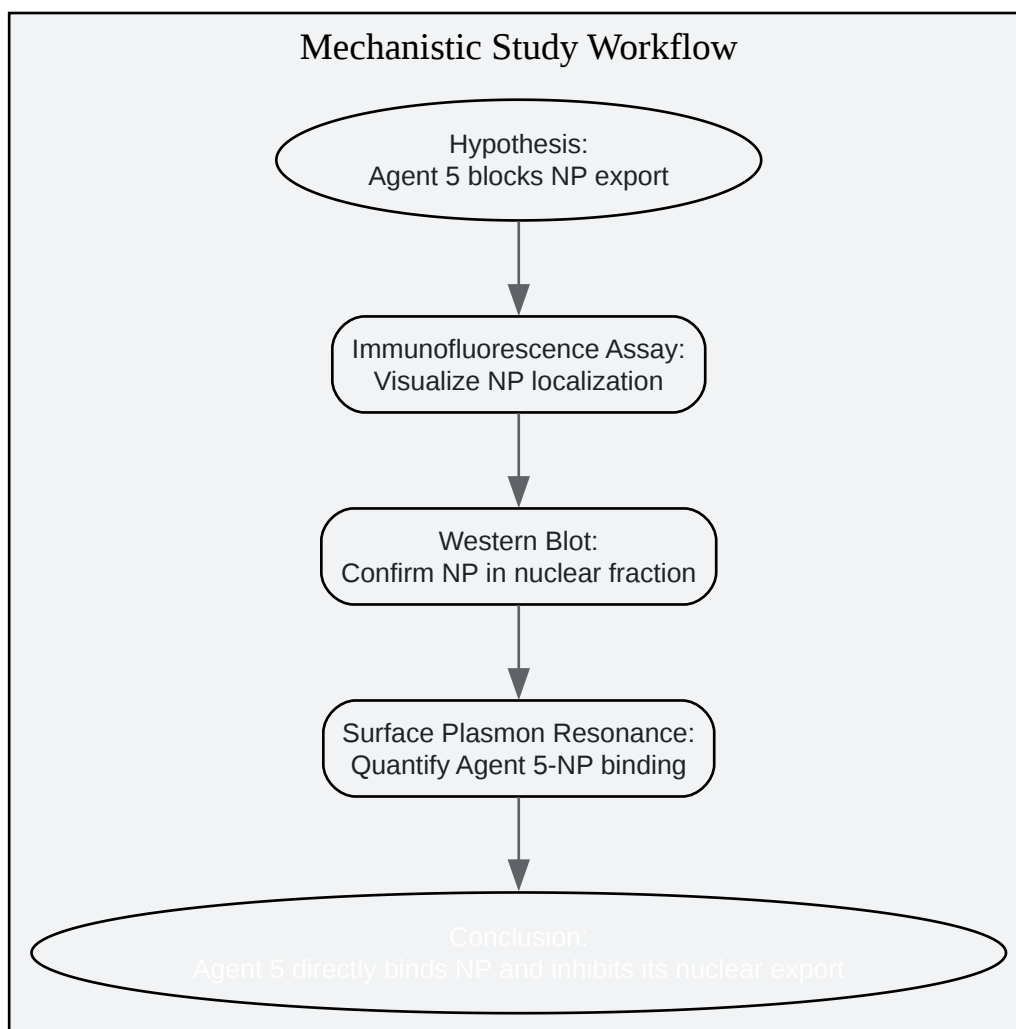 Mechanistic Study Workflow
Hypothesis:
Agent 5 blocks NP export
Immunofluorescence Assay:
Visualize NP localization
Western Blot:
Confirm NP in nuclear fraction
Surface Plasmon Resonance:
Quantify Agent 5-NP binding
Conclusion:
Agent 5 directly binds NP and inhibits its nuclear export